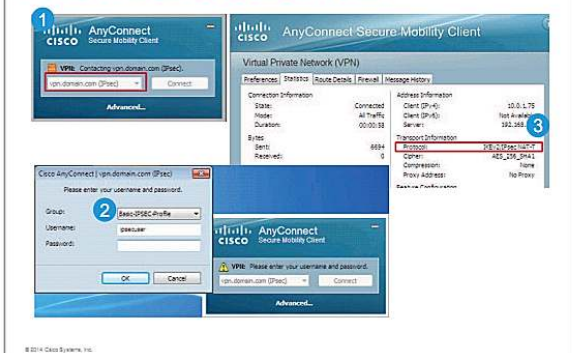 1
CISCO
AnyConnect
Secure Mobility Client
VPN: Contacting vpn.domain.com (IPsec).
vpn.domain.com (IPsec)
Connect
Advanced...
CISCO
AnyConnect Secure Mobility Client
Virtual Private Network (VPN)
Preferences Statistics Route Details Firewall Message History
Connection Information
State: Connected
Mode: All Traffic
Duration: 00:00:38
Bytes
Sent: 6694
Received: 0
Address Information
Client (IPv4): 10.0.1.75
Client (IPv6): Not Available
Server: 192.168.
3
Transport Information
Protocol: IKEv2/IPsec NAT-T
Cipher: AES_256_SHA1
Compression: None
Proxy Address: No Proxy
Feature Configuration
Cisco AnyConnect | vpn.domain.com (IPsec)
Please enter your username and password.
2
Group: Basic-IPSEC-Profile
Username: ipsecuser
Password:
OK Cancel
CISCO
AnyConnect
Secure Mobility Client
VPN: Please enter your username and password.
vpn.domain.com (IPsec)
Connect
Advanced...
© 2014 Cisco Systems, Inc.